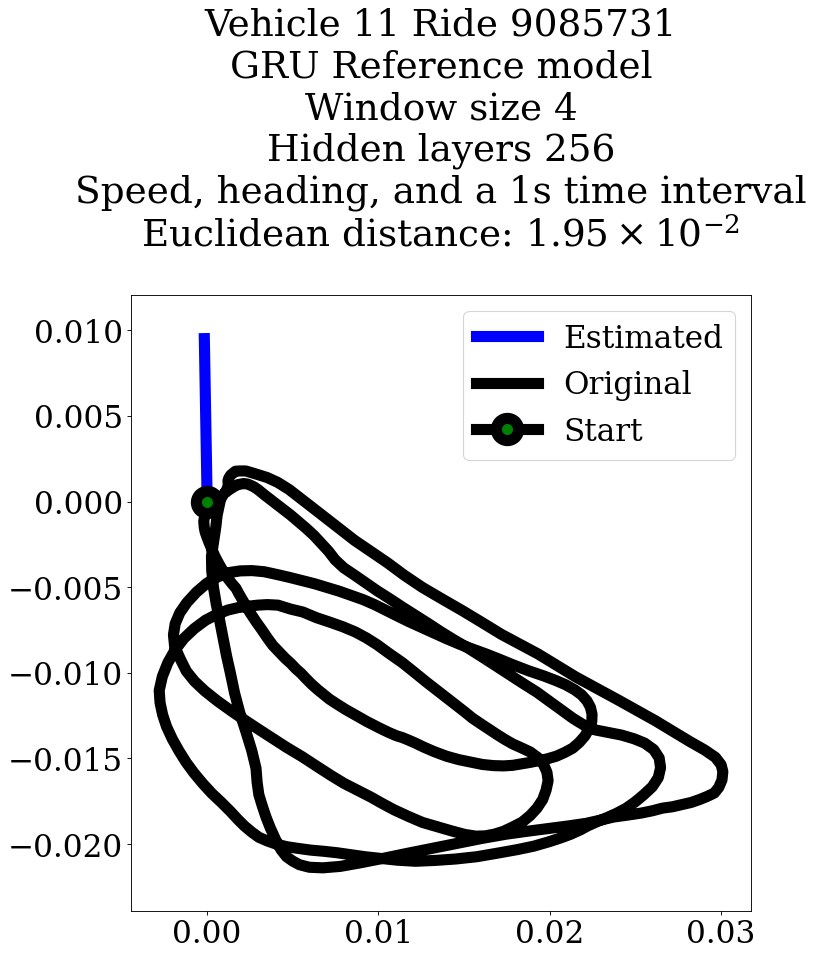 Vehicle 11 Ride 9085731
GRU Reference model
Window size 4
Hidden layers 256
Speed, heading, and a 1s time interval
Euclidean distance: 1.95 × 10⁻²
Estimated
Original
Start
0.010
0.005
0.000
−0.005
−0.010
−0.015
−0.020
0.00 0.01 0.02 0.03